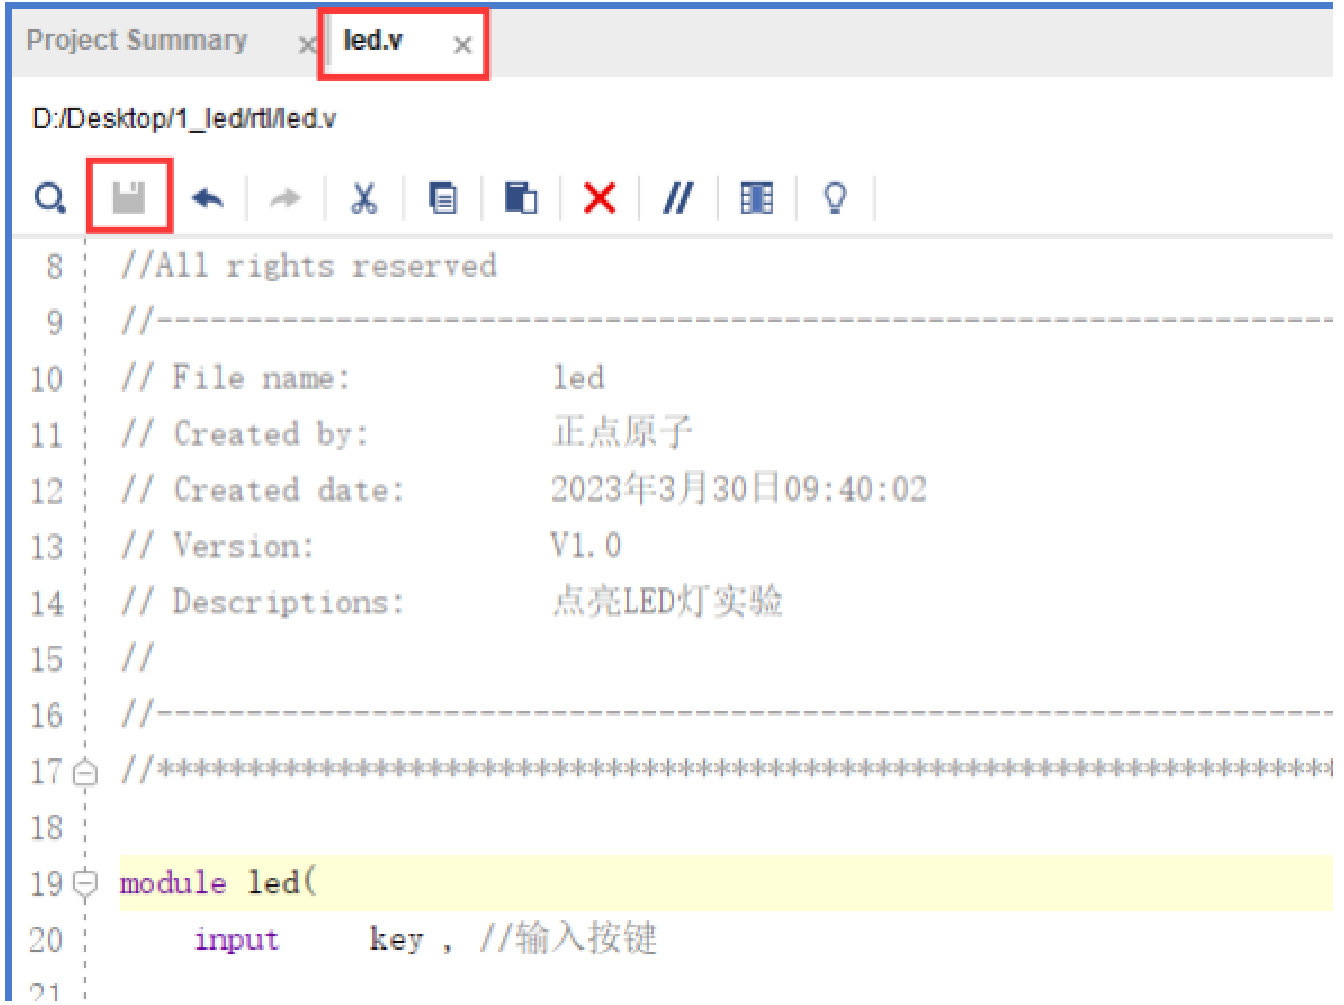 Project Summary × led.v ×
D:/Desktop/1_led/rtl/led.v
8 //All rights reserved
9 //------------------------------------------------------------------
10 // File name: led
11 // Created by: 正点原子
12 // Created date: 2023年3月30日09:40:02
13 // Version: V1.0
14 // Descriptions: 点亮LED灯实验
15 //
16 //------------------------------------------------------------------
17 //******************************************************************
18
19 module led(
20 input key , //输入按键
21